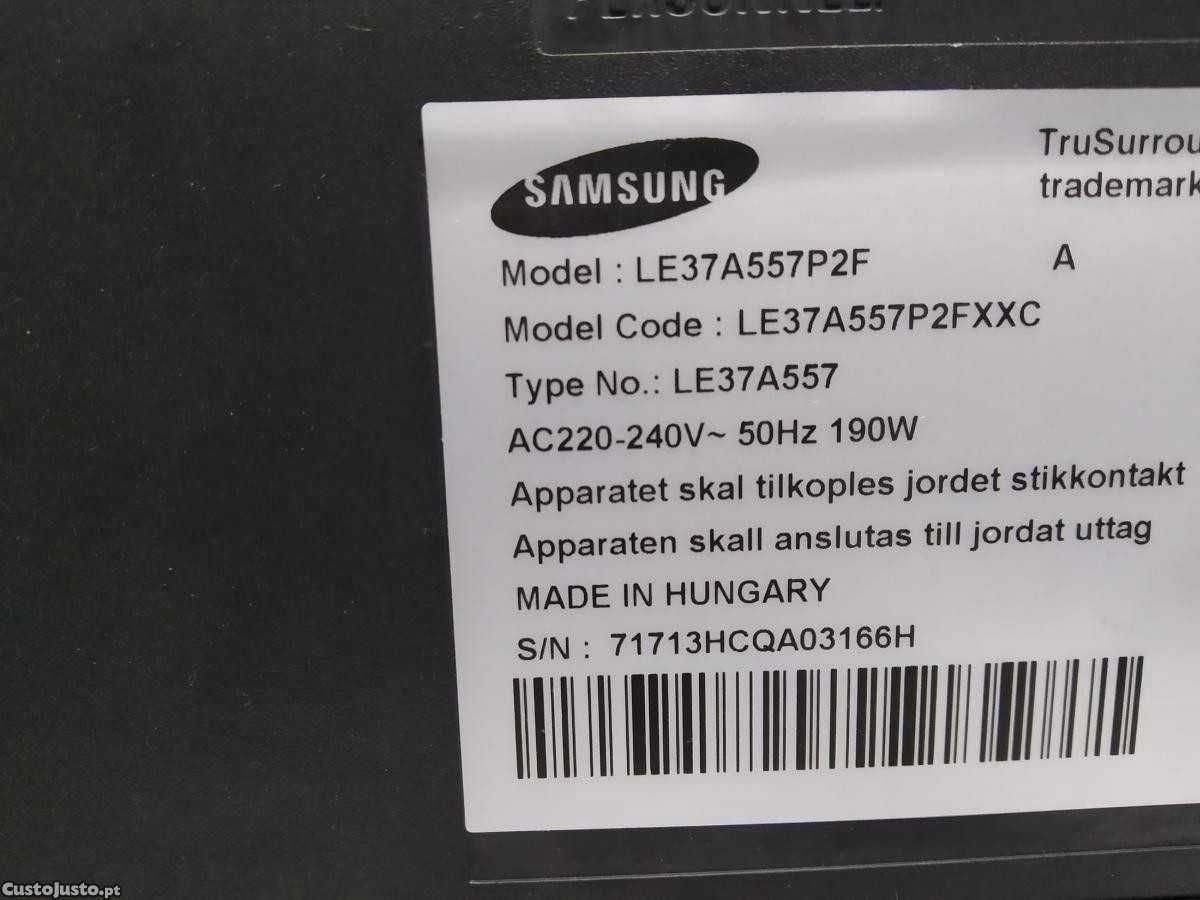 PERSONNEL.
SAMSUNG
TruSurrou
trademark
Model : LE37A557P2F
A
Model Code : LE37A557P2FXXC
Type No.: LE37A557
AC220-240V~ 50Hz 190W
Apparatet skal tilkoples jordet stikkontakt
Apparaten skall anslutas till jordat uttag
MADE IN HUNGARY
S/N : 71713HCQA03166H
CustoJusto.pt